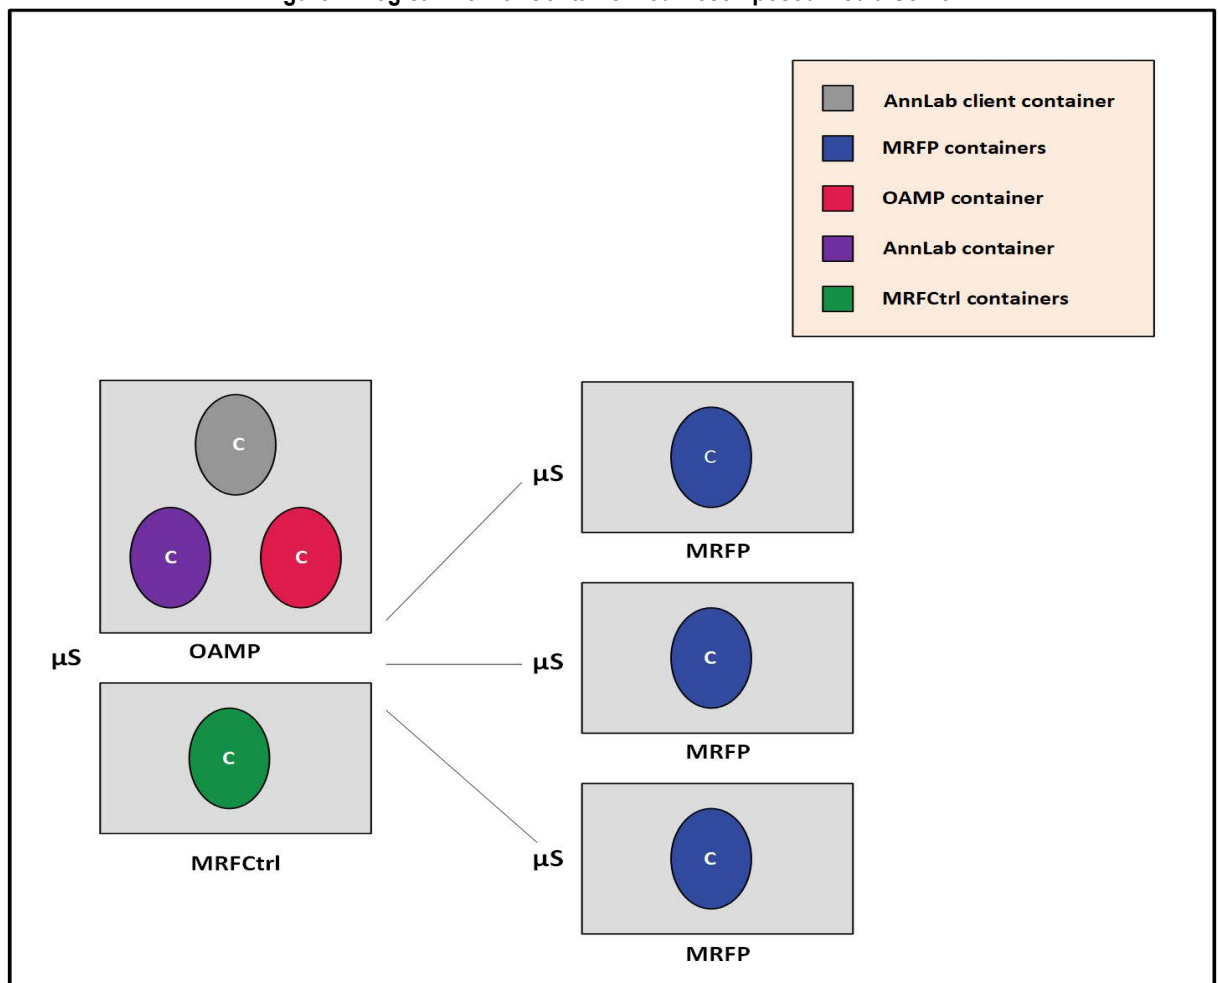 AnnLab client container
MRFP containers
OAMP container
AnnLab container
MRFCtrl containers
C
C
C
OAMP
µS
C
MRFCtrl
µS
C
MRFP
µS
C
MRFP
µS
C
MRFP